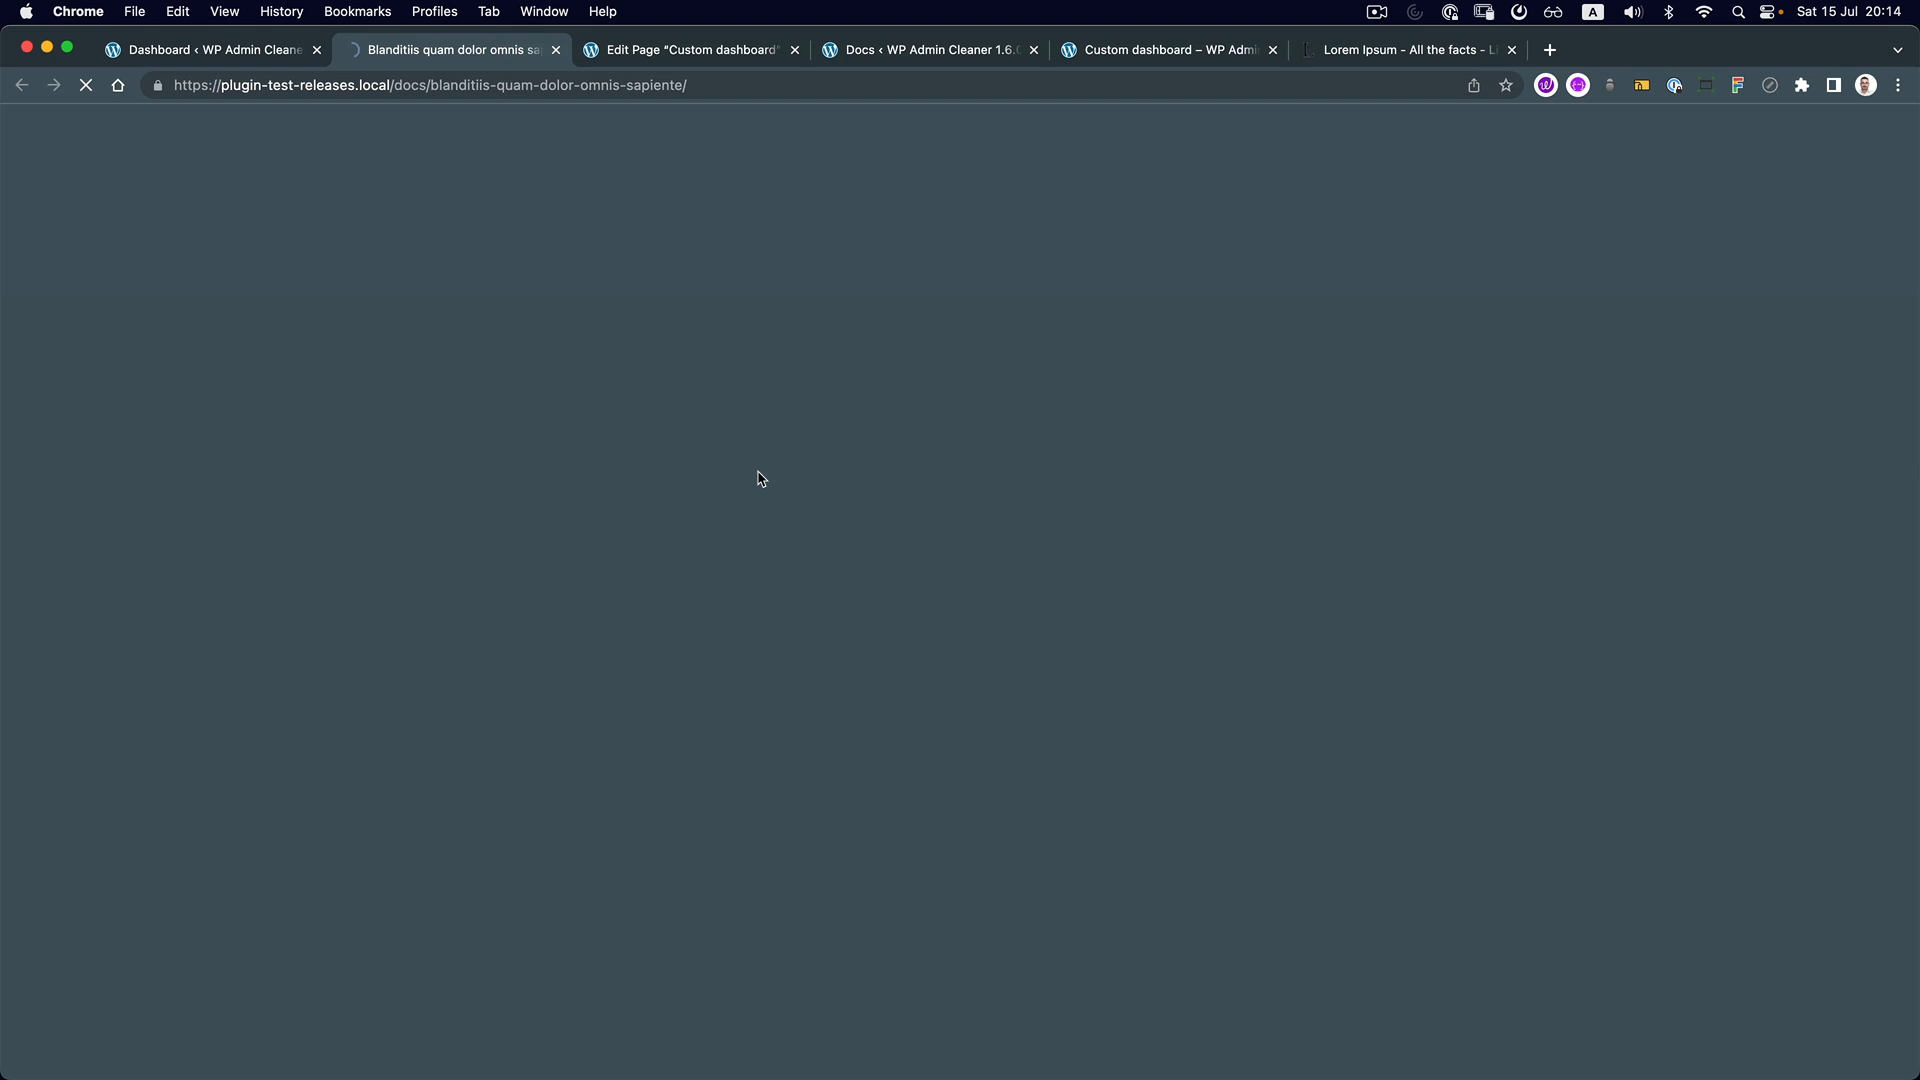 Chrome File Edit View History Bookmarks Profiles Tab Window Help A Sat 15 Jul 20:14
Dashboard ‹ WP Admin Cleane Blanditiis quam dolor omnis sa Edit Page “Custom dashboard” Docs ‹ WP Admin Cleaner 1.6.0 Custom dashboard – WP Admi Lorem Ipsum - All the facts - Li
https://plugin-test-releases.local/docs/blanditiis-quam-dolor-omnis-sapiente/